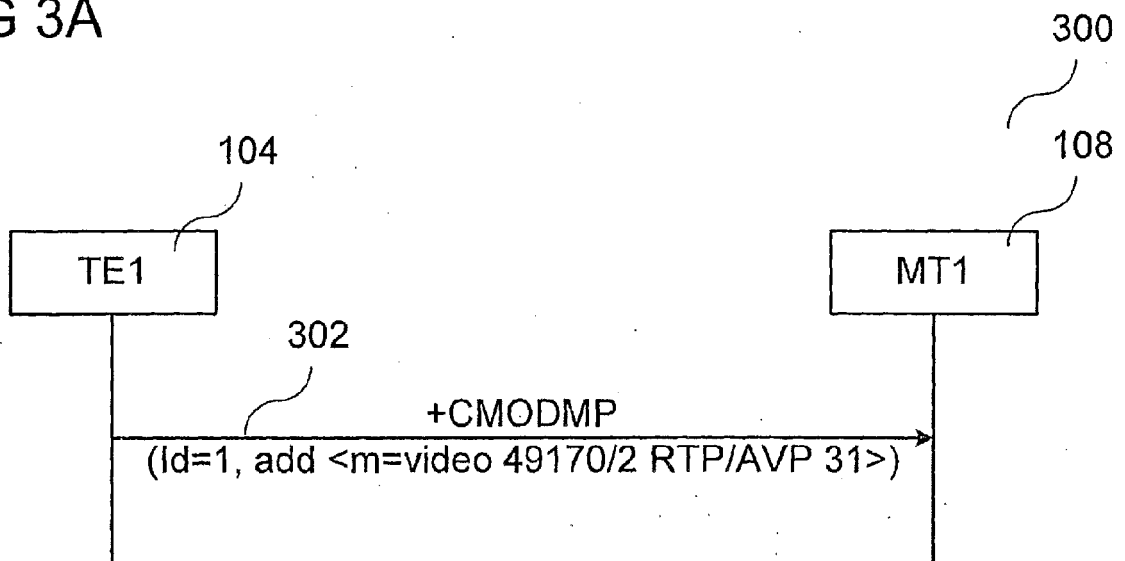 G 3A
300
104
108
TE1
MT1
302
+CMODMP
(Id=1, add <m=video 49170/2 RTP/AVP 31>)